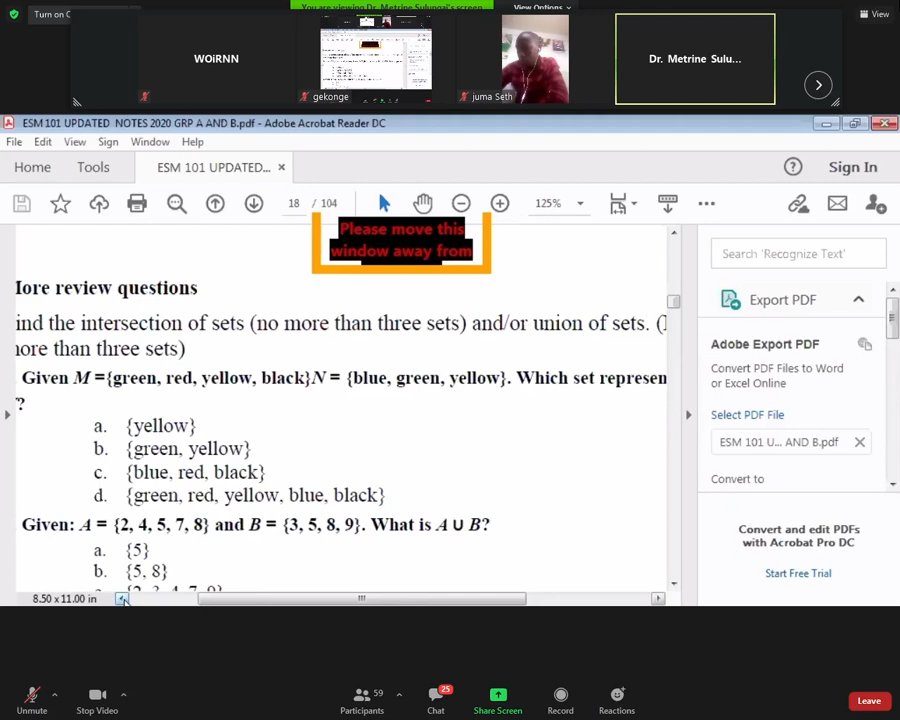 You are viewing Dr. Metrine Sulungai's screen
View Options
Turn on
View
WOiRNN
gekonge
juma Seth
Dr. Metrine Sulu...
ESM 101 UPDATED NOTES 2020 GRP A AND B.pdf - Adobe Acrobat Reader DC
File Edit View Sign Window Help
Home Tools ESM 101 UPDATED... × Sign In
18 / 104 125%
Please move this
window away from
Search 'Recognize Text'
Export PDF
Adobe Export PDF
Convert PDF Files to Word
or Excel Online
Select PDF File
ESM 101 U... AND B.pdf
Convert to
Convert and edit PDFs
with Acrobat Pro DC
Start Free Trial
lore review questions
ind the intersection of sets (no more than three sets) and/or union of sets. (
ore than three sets)
Given M ={green, red, yellow, black}N = {blue, green, yellow}. Which set represen
?
a. {yellow}
b. {green, yellow}
c. {blue, red, black}
d. {green, red, yellow, blue, black}
Given: A = {2, 4, 5, 7, 8} and B = {3, 5, 8, 9}. What is A ∪ B?
a. {5}
b. {5, 8}
8.50 x 11.00 in
Unmute
Stop Video
59
Participants
25
Chat
Share Screen
Record
Reactions
Leave